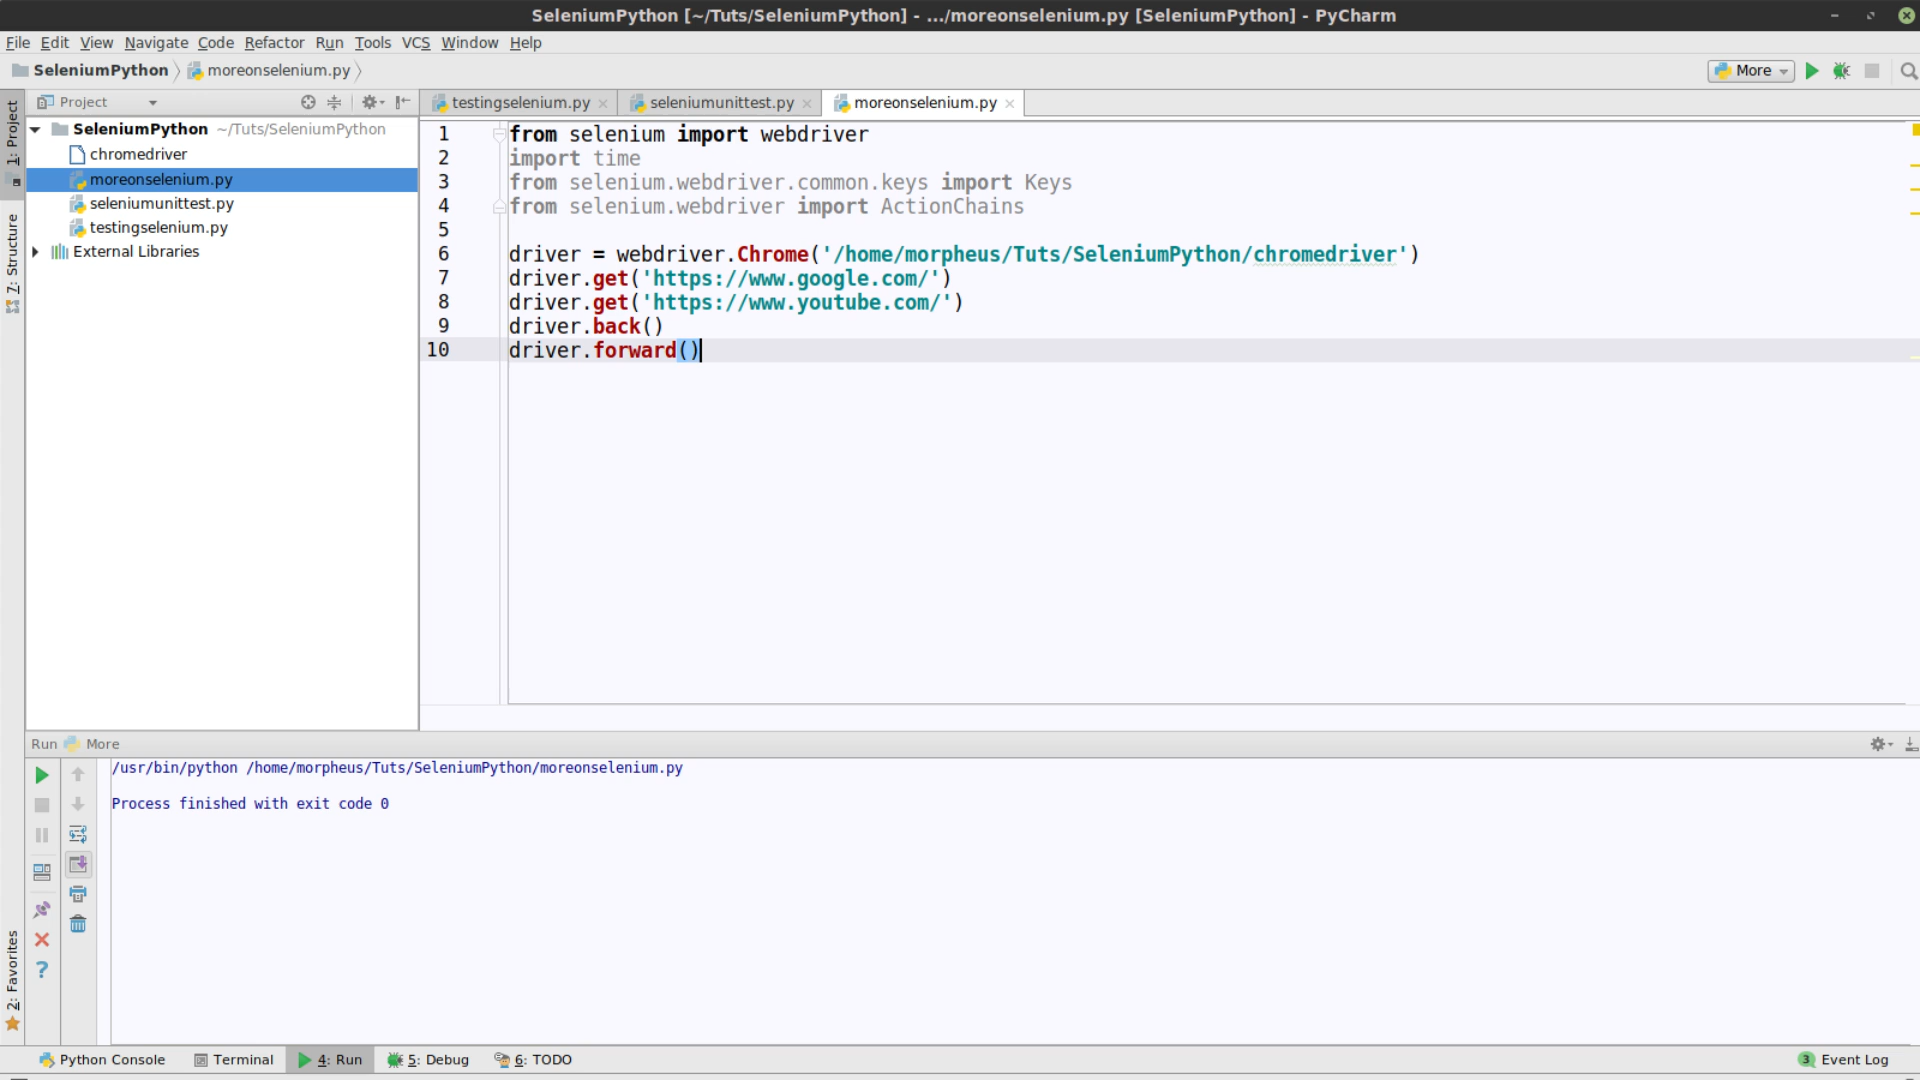 SeleniumPython [~/Tuts/SeleniumPython] - .../moreonselenium.py [SeleniumPython] - PyCharm
File Edit View Navigate Code Refactor Run Tools VCS Window Help
SeleniumPython moreonselenium.py
More
Project
testingselenium.py
seleniumunittest.py
moreonselenium.py
1: Project
7: Structure
2: Favorites
SeleniumPython ~/Tuts/SeleniumPython
chromedriver
moreonselenium.py
seleniumunittest.py
testingselenium.py
External Libraries
1 from selenium import webdriver
2 import time
3 from selenium.webdriver.common.keys import Keys
4 from selenium.webdriver import ActionChains
5
6 driver = webdriver.Chrome('/home/morpheus/Tuts/SeleniumPython/chromedriver')
7 driver.get('https://www.google.com/')
8 driver.get('https://www.youtube.com/')
9 driver.back()
10 driver.forward()
Run More
/usr/bin/python /home/morpheus/Tuts/SeleniumPython/moreonselenium.py
Process finished with exit code 0
Python Console Terminal 4: Run 5: Debug 6: TODO 3 Event Log